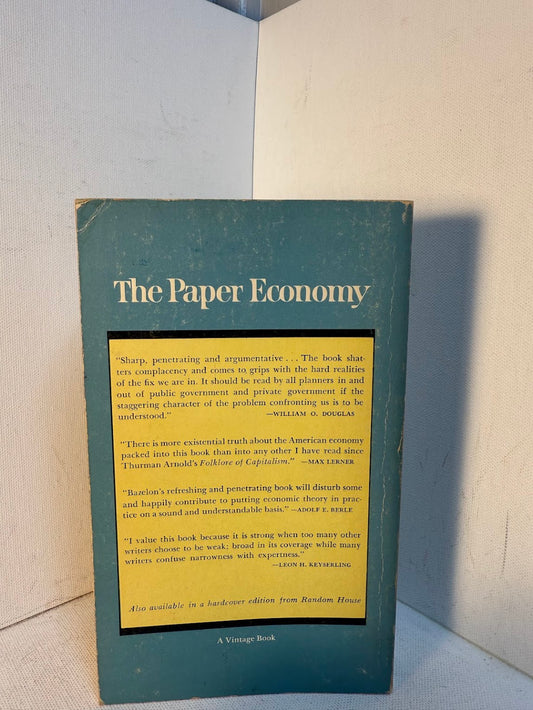 The Paper Economy
"Sharp, penetrating and argumentative . . . The book shat-
ters complacency and comes to grips with the hard realities
of the fix we are in. It should be read by all planners in and
out of public government and private government if the
staggering character of the problem confronting us is to be
understood." —WILLIAM O. DOUGLAS
"There is more existential truth about the American economy
packed into this book than into any other I have read since
Thurman Arnold's Folklore of Capitalism." —MAX LERNER
"Bazelon's refreshing and penetrating book will disturb some
and happily contribute to putting economic theory in prac-
tice on a sound and understandable basis." —ADOLF E. BERLE
"I value this book because it is strong when too many other
writers choose to be weak; broad in its coverage while many
writers confuse narrowness with expertness."
—LEON H. KEYSERLING
Also available in a hardcover edition from Random House
A Vintage Book